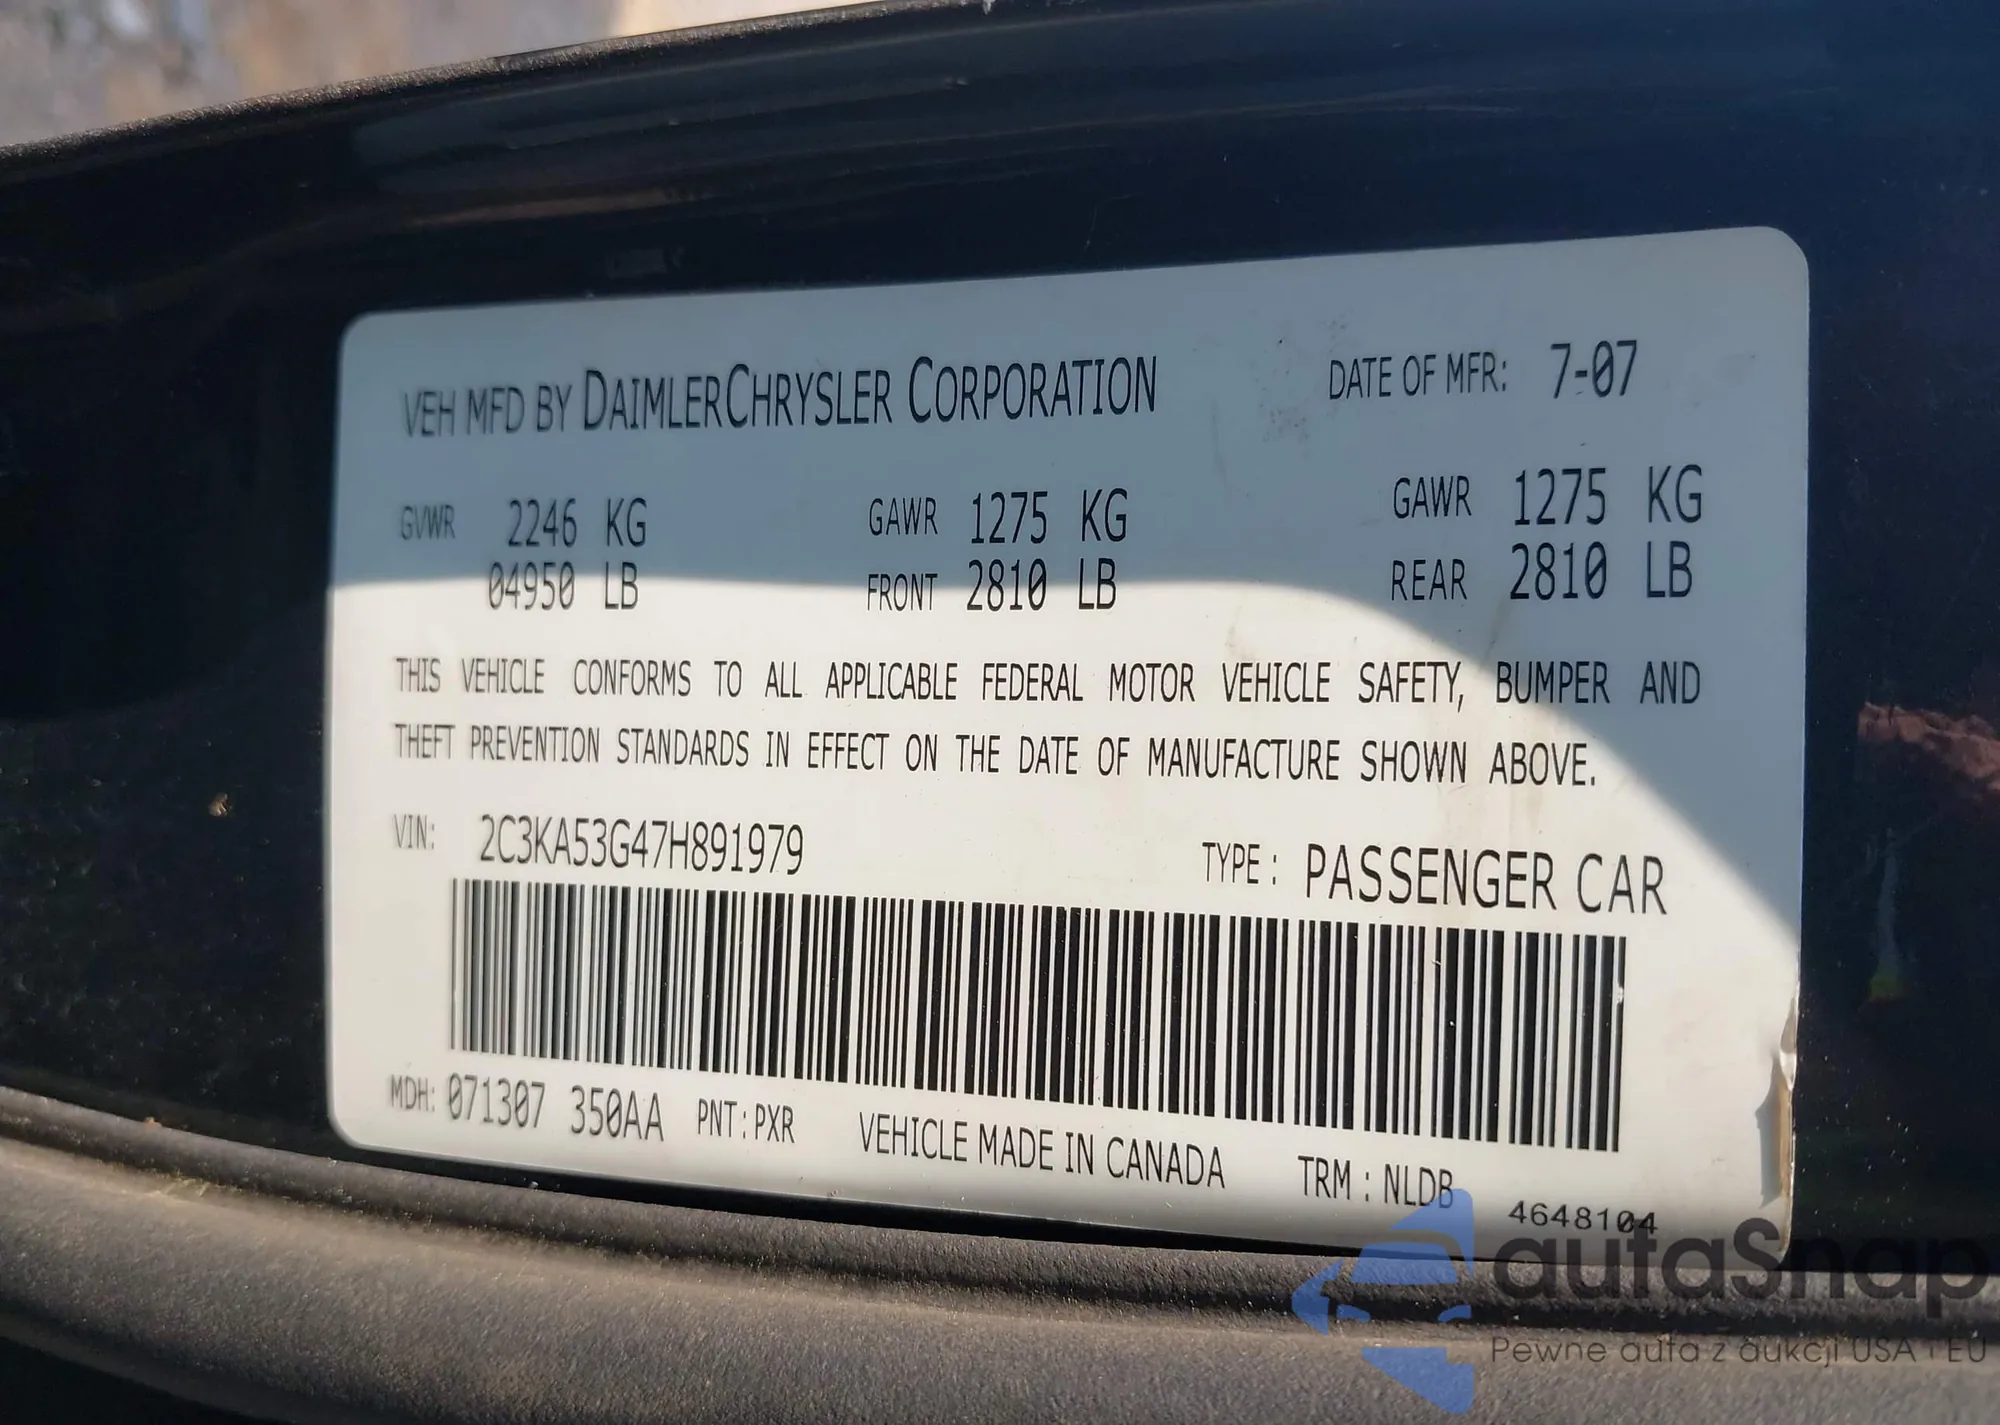 VEH MFD BY DAIMLERCHRYSLER CORPORATION DATE OF MFR: 7-07
GVWR 2246 KG GAWR 1275 KG GAWR 1275 KG
04950 LB FRONT 2810 LB REAR 2810 LB
THIS VEHICLE CONFORMS TO ALL APPLICABLE FEDERAL MOTOR VEHICLE SAFETY, BUMPER AND
THEFT PREVENTION STANDARDS IN EFFECT ON THE DATE OF MANUFACTURE SHOWN ABOVE.
VIN: 2C3KA53G47H891979 TYPE: PASSENGER CAR
MDH: 071307 350AA PNT: PXR VEHICLE MADE IN CANADA TRM: NLDB 4648104
autaSnap
Pewne auta z aukcji USA i EU